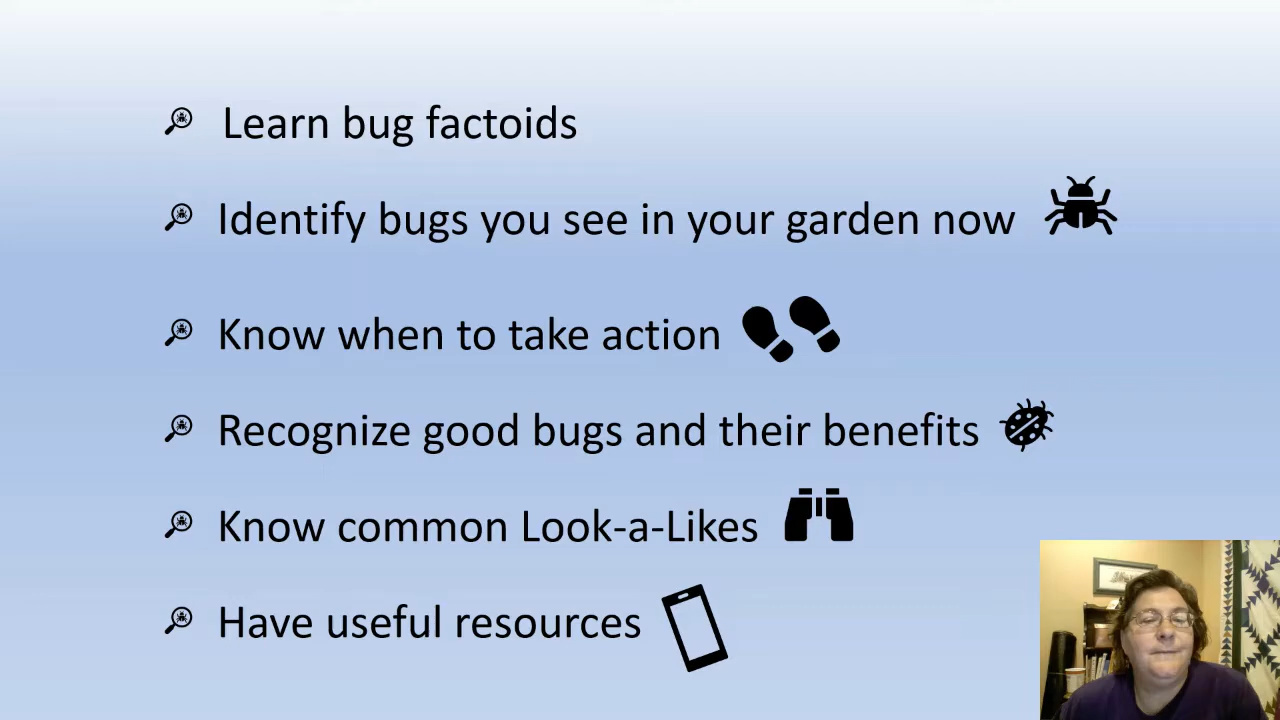 Learn bug factoids
Identify bugs you see in your garden now
Know when to take action
Recognize good bugs and their benefits
Know common Look-a-Likes
Have useful resources